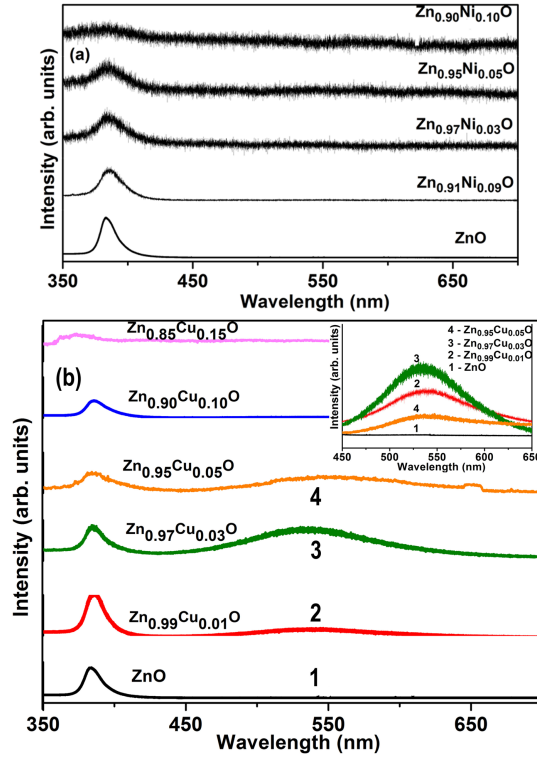 Zn0.90Ni0.10O
(a)
Zn0.95Ni0.05O
Zn0.97Ni0.03O
Zn0.91Ni0.09O
ZnO
Intensity (arb. units)
350 450 550 650
Wavelength (nm)
Zn0.85Cu0.15O
(b)
Zn0.90Cu0.10O
Zn0.95Cu0.05O
4
Zn0.97Cu0.03O
3
Zn0.99Cu0.01O
2
ZnO
1
Intensity (arb. units)
350 450 550 650
Wavelength (nm)
4 - Zn0.95Cu0.05O
3 - Zn0.97Cu0.03O
2 - Zn0.99Cu0.01O
1 - ZnO
3
2
4
1
Intensity (arb. units)
450 500 550 600 650
Wavelength (nm)